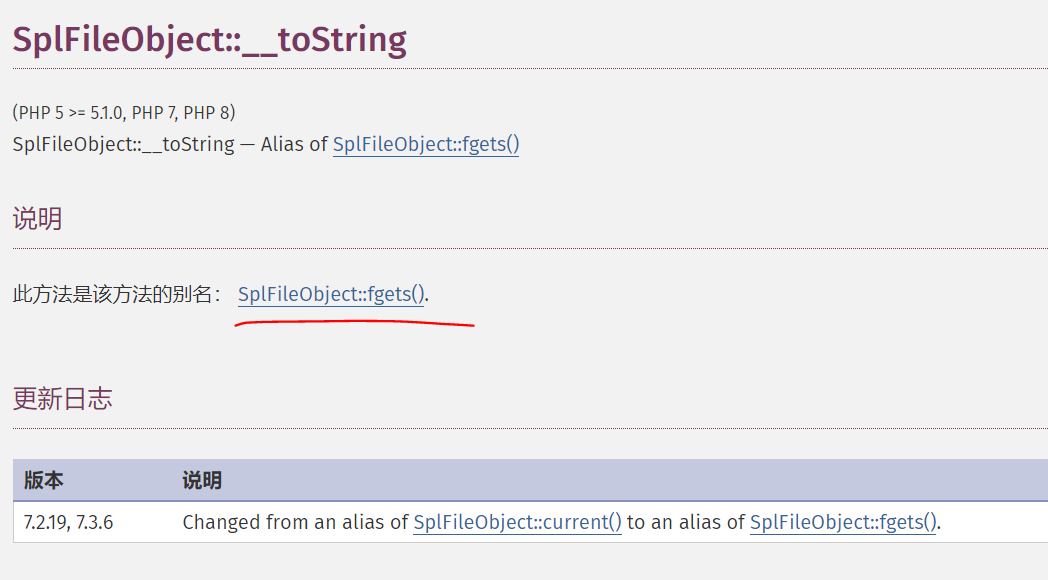 SplFileObject::__toString
(PHP 5 >= 5.1.0, PHP 7, PHP 8)
SplFileObject::__toString — Alias of SplFileObject::fgets()
说明
此方法是该方法的别名： SplFileObject::fgets().
更新日志
版本 说明
7.2.19, 7.3.6 Changed from an alias of SplFileObject::current() to an alias of SplFileObject::fgets().